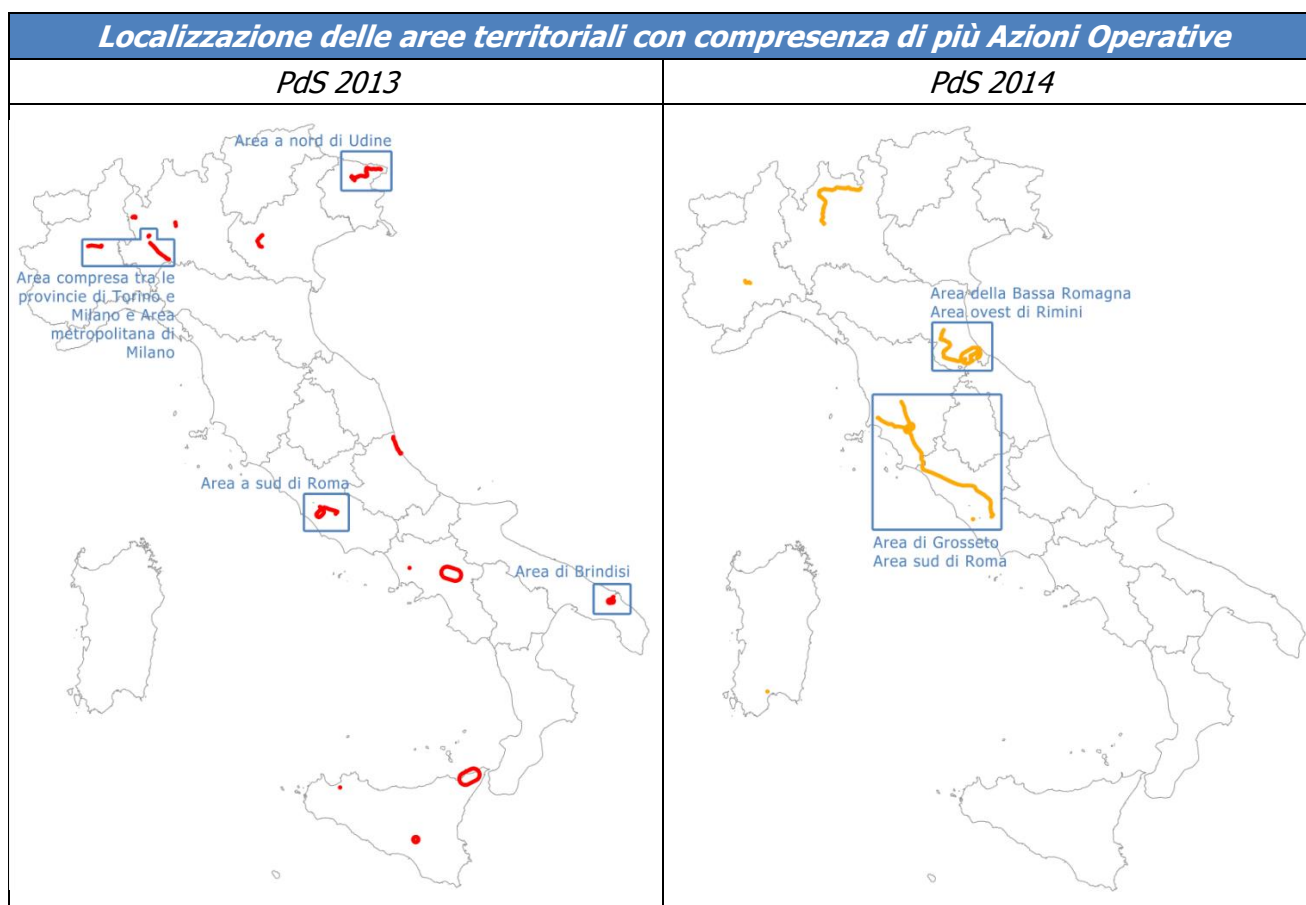 Localizzazione delle aree territoriali con compresenza di più Azioni Operative
PdS 2013
PdS 2014
Area a nord di Udine
Area compresa tra le
provincie di Torino e
Milano e Area
metropolitana di
Milano
Area a sud di Roma
Area di Brindisi
Area della Bassa Romagna
Area ovest di Rimini
Area di Grosseto
Area sud di Roma